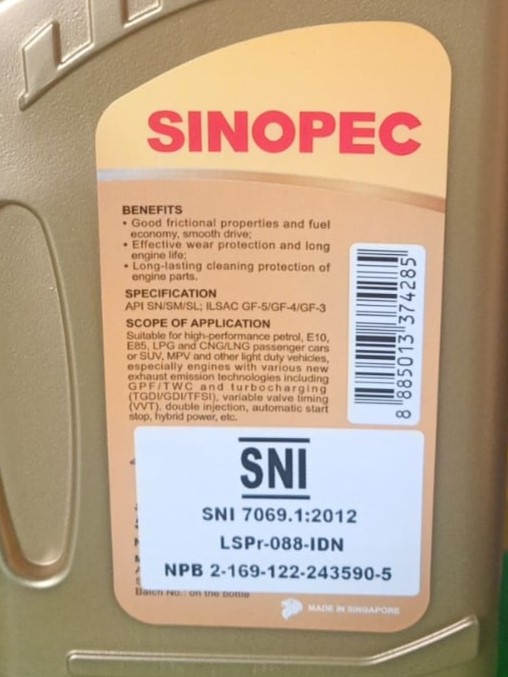 SINOPEC
BENEFITS
• Good frictional properties and fuel
economy, smooth drive;
• Effective wear protection and long
engine life;
• Long-lasting cleaning protection of
engine parts.
SPECIFICATION
API SN/SM/SL; ILSAC GF-5/GF-4/GF-3
SCOPE OF APPLICATION
Suitable for high-performance petrol, E10,
E85, LPG and CNG/LNG passenger cars
or SUV, MPV and other light duty vehicles,
especially engines with various new
exhaust emission technologies including
GPF/TWC and turbocharging
(TGDI/GDI/TFSI), variable valve timing
(VVT), double injection, automatic start
stop, hybrid power, etc.
8 885013 374285
SNI
SNI 7069.1:2012
LSPr-088-IDN
NPB 2-169-122-243590-5
Batch No.: on the bottle
MADE IN SINGAPORE